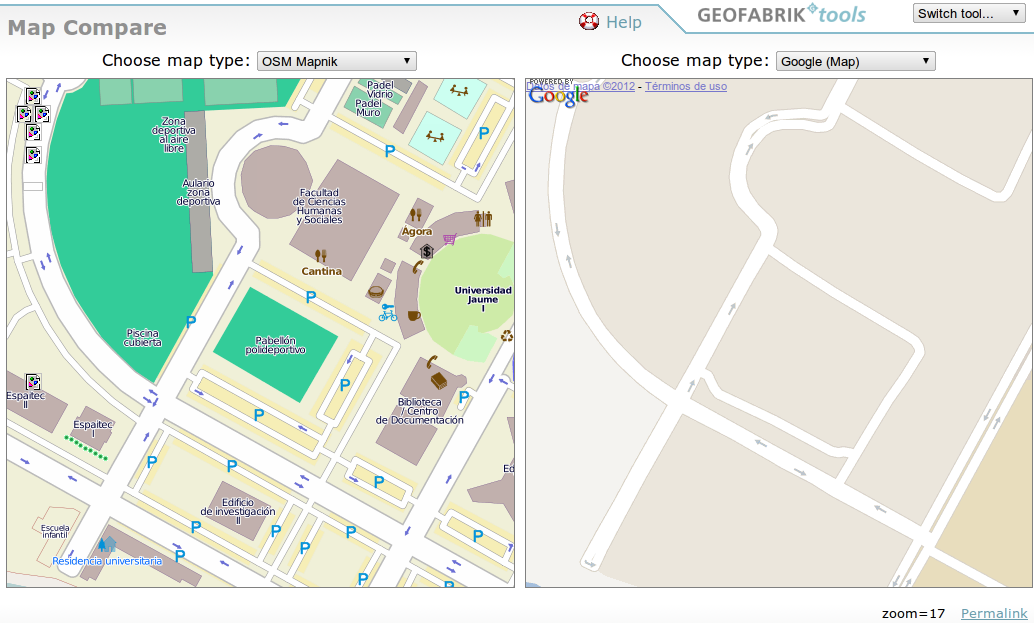 Map Compare
Help
GEOFABRIK tools
Switch tool...
Choose map type:
OSM Mapnik
Choose map type:
Google (Map)
Padel
Vidrio
Padel
Muro
Zona
deportiva
al aire
libre
P
P
Aulario
zona
deportiva
Facultad
de Ciencias
Humanas
y Sociales
Ágora
$
Cantina
Universidad
Jaume
I
P
P
Piscina
cubierta
Pabellón
polideportivo
P
P
P
Espaitec
II
Biblioteca
/ Centro
de Documentación
Espaitec
I
P
P
P
Ed
Edificio
de investigación
II
P
P
P
P
P
P
P
P
Escuela
infantil
Residencia universitaria
POWERED BY
Google
Datos de mapa ©2012 - Términos de uso
zoom=17
Permalink